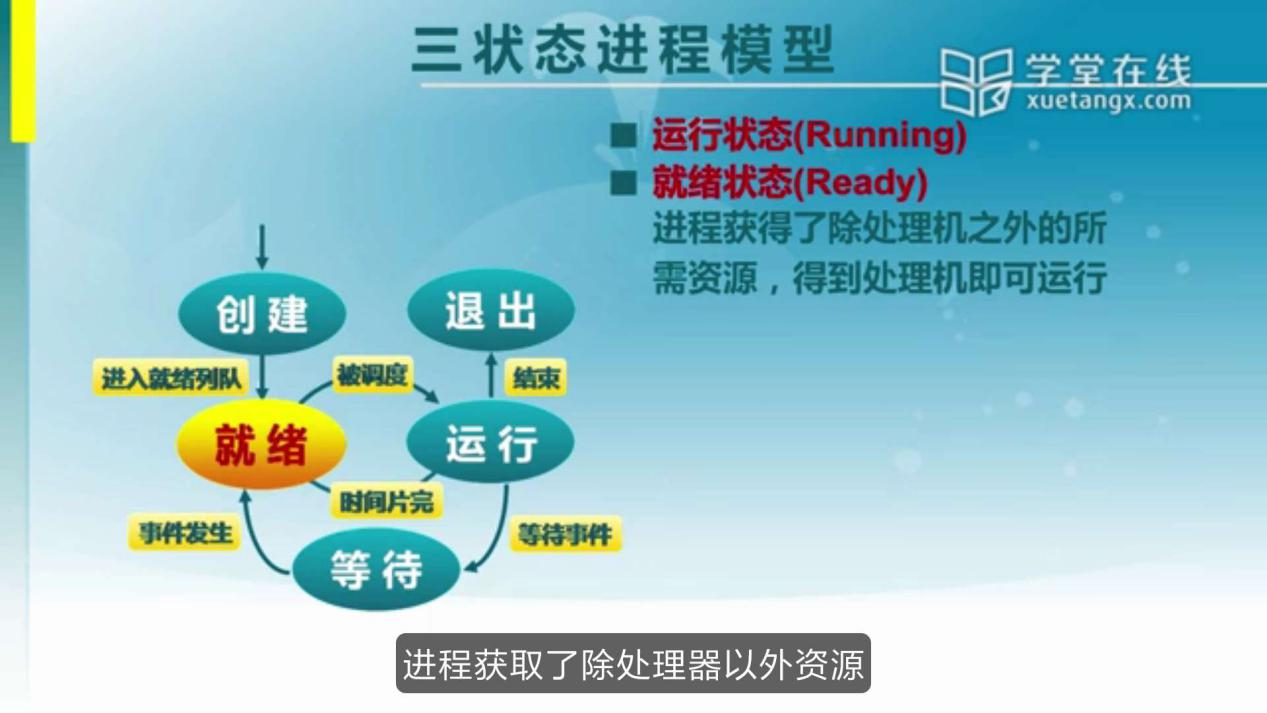 三状态进程模型
学堂在线
xuetangx.com
运行状态(Running)
就绪状态(Ready)
进程获得了除处理机之外的所
需资源，得到处理机即可运行
创建
退出
进入就绪列队
被调度
结束
就绪
运行
时间片完
事件发生
等待事件
等待
进程获取了除处理器以外资源